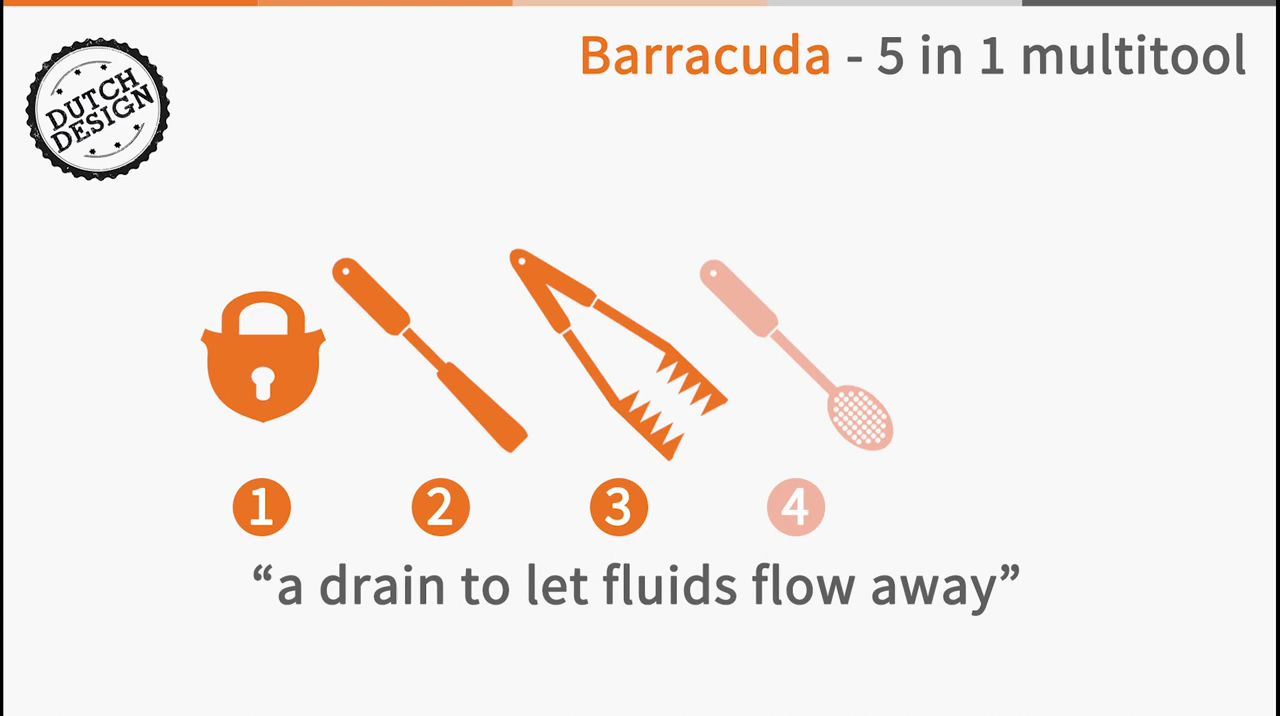 Barracuda - 5 in 1 multitool
DUTCH
DESIGN
1 2 3 4
“a drain to let fluids flow away”